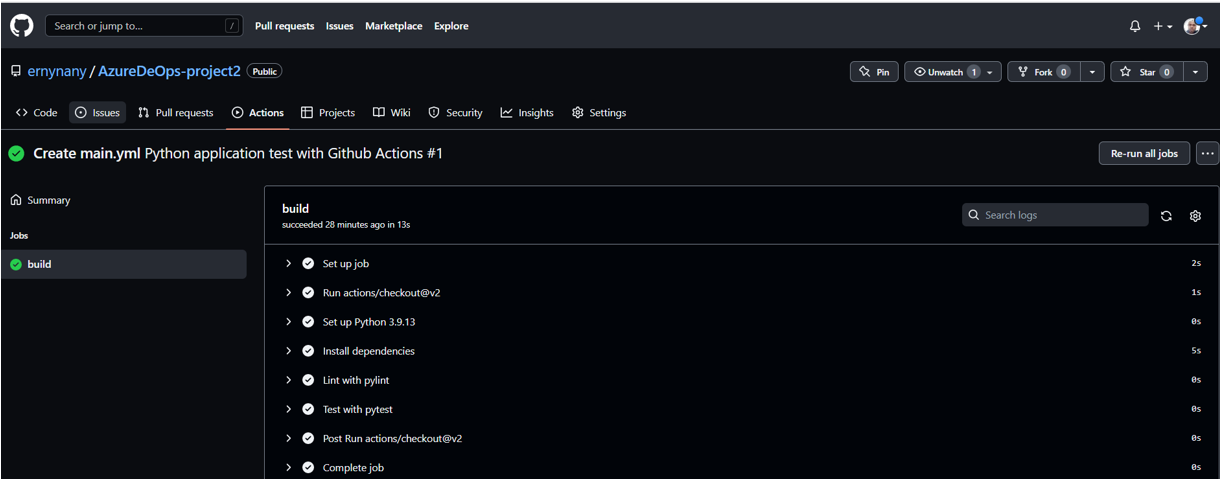 Search or jump to... /
Pull requests Issues Marketplace Explore
ernynany / AzureDeOps-project2 Public
Pin Unwatch 1 Fork 0 Star 0
Code Issues Pull requests Actions Projects Wiki Security Insights Settings
Create main.yml Python application test with Github Actions #1
Re-run all jobs
Summary
Jobs
build
build
succeeded 28 minutes ago in 13s
Search logs
Set up job 2s
Run actions/checkout@v2 1s
Set up Python 3.9.13 0s
Install dependencies 5s
Lint with pylint 0s
Test with pytest 0s
Post Run actions/checkout@v2 0s
Complete job 0s